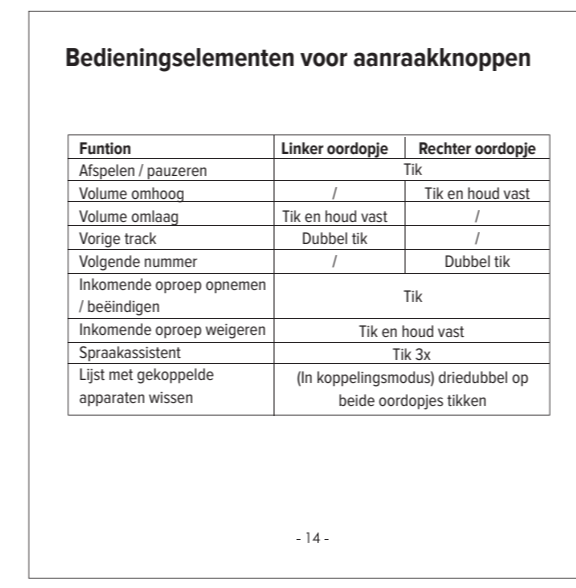 Bedieningselementen voor aanraakknoppen
Funtion Linker oordopje Rechter oordopje
Afspelen / pauzeren Tik
Volume omhoog / Tik en houd vast
Volume omlaag Tik en houd vast /
Vorige track Dubbel tik /
Volgende nummer / Dubbel tik
Inkomende oproep opnemen
/ beëindigen Tik
Inkomende oproep weigeren Tik en houd vast
Spraakassistent Tik 3x
Lijst met gekoppelde (In koppelingsmodus) driedubbel op
apparaten wissen beide oordopjes tikken
- 14 -